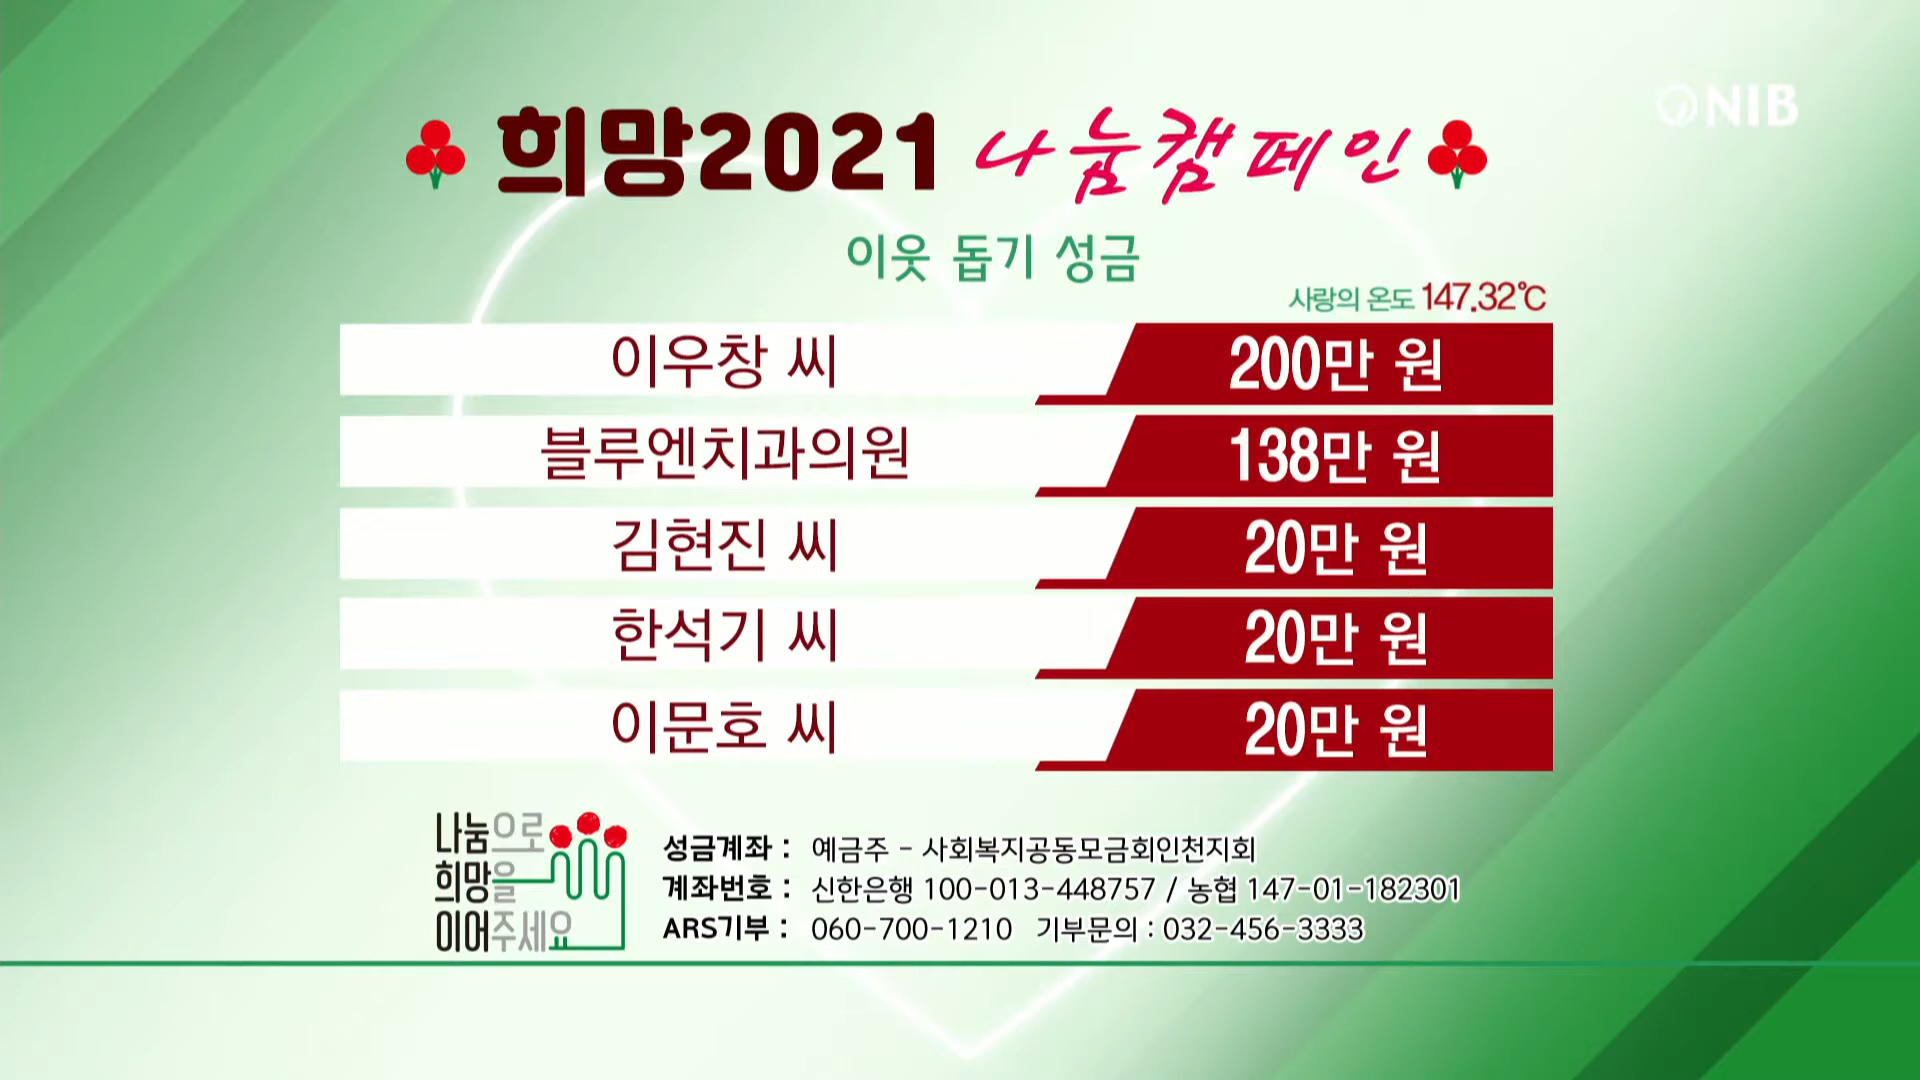 NIB
희망2021 나눔캠페인
이웃 돕기 성금
사랑의 온도 147.32℃
이우창 씨 200만 원
블루엔치과의원 138만 원
김현진 씨 20만 원
한석기 씨 20만 원
이문호 씨 20만 원
나눔으로
희망을
이어주세요
성금계좌 : 예금주 - 사회복지공동모금회인천지회
계좌번호 : 신한은행 100-013-448757 / 농협 147-01-182301
ARS기부 : 060-700-1210 기부문의 : 032-456-3333